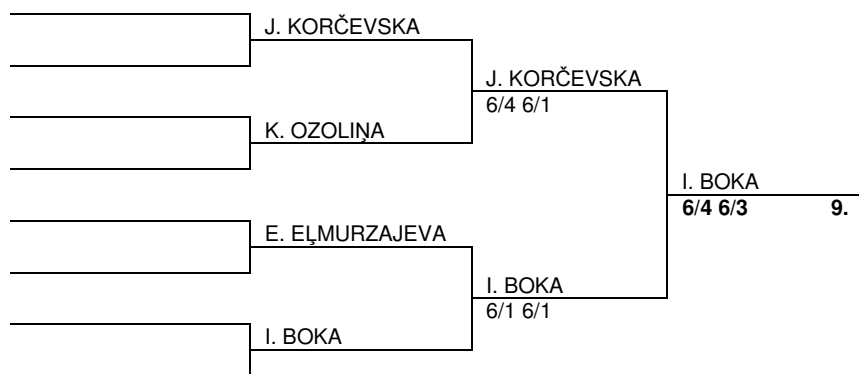 J. KORČEVSKA
J. KORČEVSKA
6/4 6/1
K. OZOLIŅA
I. BOKA
6/4 6/3 9.
E. EĻMURZAJEVA
I. BOKA
6/1 6/1
I. BOKA